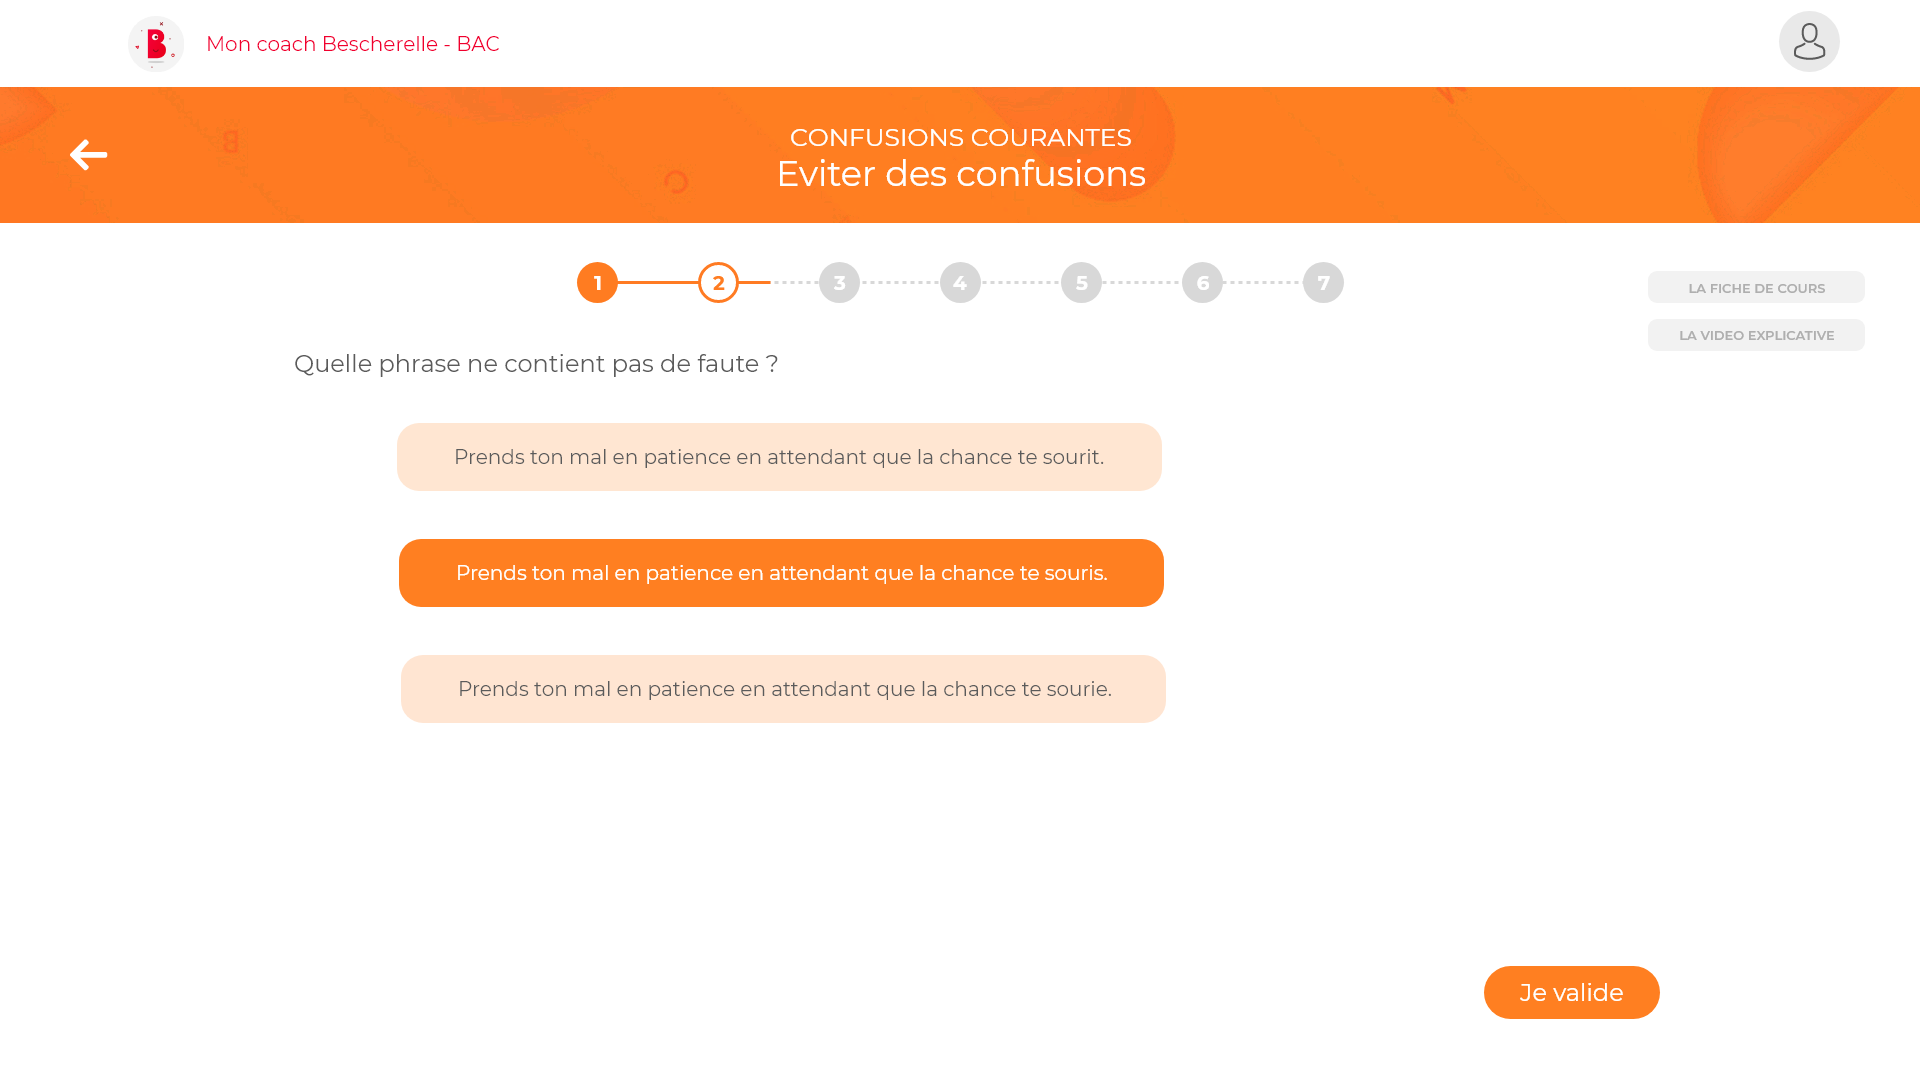 Mon coach Bescherelle - BAC
CONFUSIONS COURANTES
Eviter des confusions
1 2 3 4 5 6 7
LA FICHE DE COURS
LA VIDEO EXPLICATIVE
Quelle phrase ne contient pas de faute ?
Prends ton mal en patience en attendant que la chance te sourit.
Prends ton mal en patience en attendant que la chance te souris.
Prends ton mal en patience en attendant que la chance te sourie.
Je valide